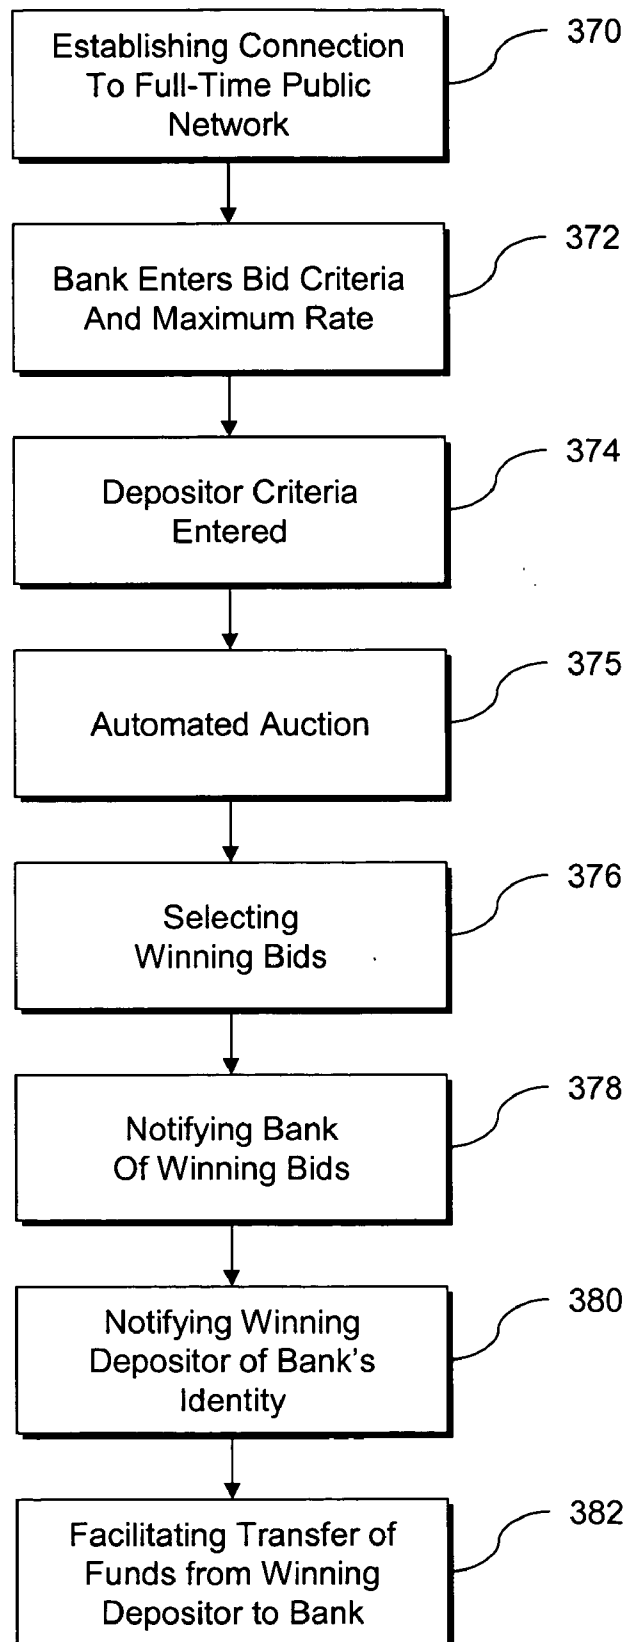 Establishing Connection
To Full-Time Public
Network
370
Bank Enters Bid Criteria
And Maximum Rate
372
Depositor Criteria
Entered
374
Automated Auction
375
Selecting
Winning Bids
376
Notifying Bank
Of Winning Bids
378
Notifying Winning
Depositor of Bank's
Identity
380
Facilitating Transfer of
Funds from Winning
Depositor to Bank
382